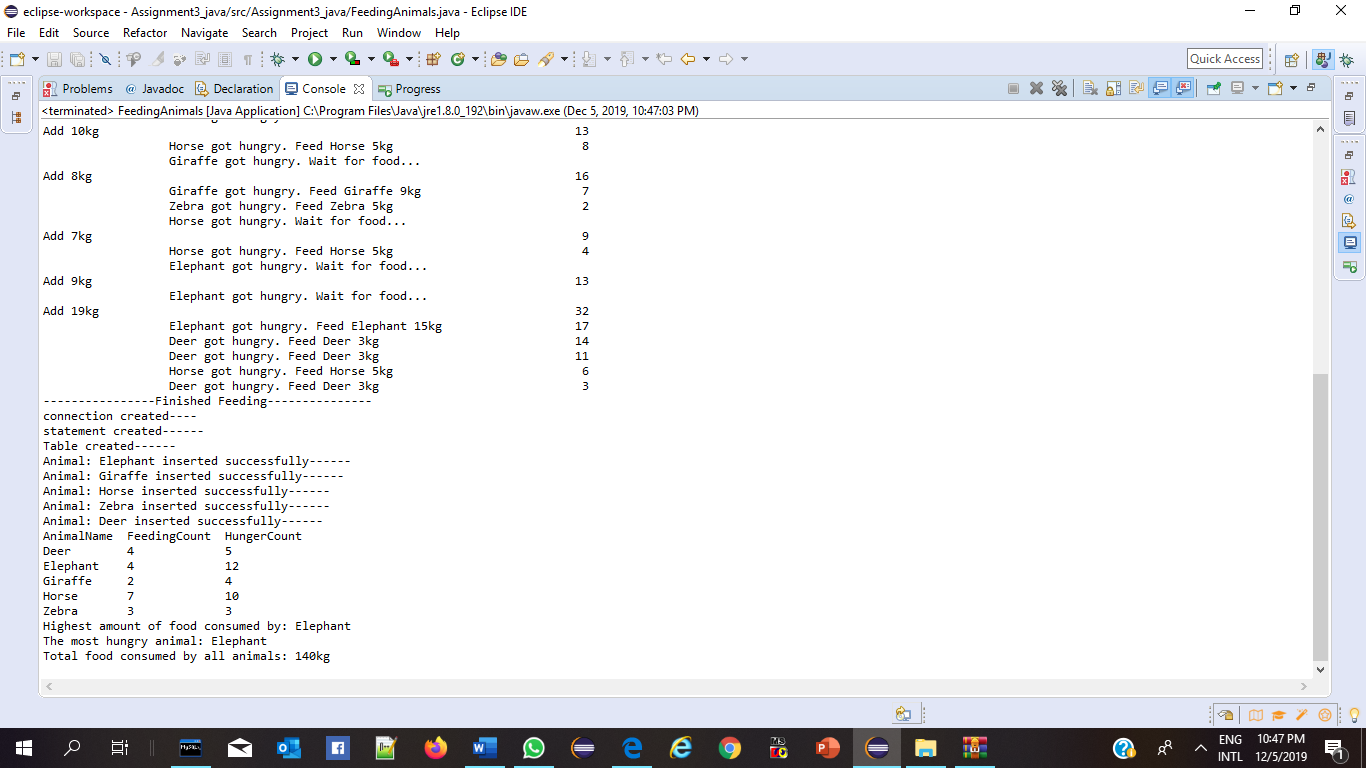 eclipse-workspace - Assignment3_java/src/Assignment3_java/FeedingAnimals.java - Eclipse IDE
File Edit Source Refactor Navigate Search Project Run Window Help
Quick Access
Problems @ Javadoc Declaration Console Progress
<terminated> FeedingAnimals [Java Application] C:\Program Files\Java\jre1.8.0_192\bin\javaw.exe (Dec 5, 2019, 10:47:03 PM)
Add 10kg 13
Horse got hungry. Feed Horse 5kg 8
Giraffe got hungry. Wait for food...
Add 8kg 16
Giraffe got hungry. Feed Giraffe 9kg 7
Zebra got hungry. Feed Zebra 5kg 2
Horse got hungry. Wait for food...
Add 7kg 9
Horse got hungry. Feed Horse 5kg 4
Elephant got hungry. Wait for food...
Add 9kg 13
Elephant got hungry. Wait for food...
Add 19kg 32
Elephant got hungry. Feed Elephant 15kg 17
Deer got hungry. Feed Deer 3kg 14
Deer got hungry. Feed Deer 3kg 11
Horse got hungry. Feed Horse 5kg 6
Deer got hungry. Feed Deer 3kg 3
----------------Finished Feeding---------------
connection created----
statement created------
Table created------
Animal: Elephant inserted successfully------
Animal: Giraffe inserted successfully------
Animal: Horse inserted successfully------
Animal: Zebra inserted successfully------
Animal: Deer inserted successfully------
AnimalName FeedingCount HungerCount
Deer 4 5
Elephant 4 12
Giraffe 2 4
Horse 7 10
Zebra 3 3
Highest amount of food consumed by: Elephant
The most hungry animal: Elephant
Total food consumed by all animals: 140kg
ENG 10:47 PM
INTL 12/5/2019 1